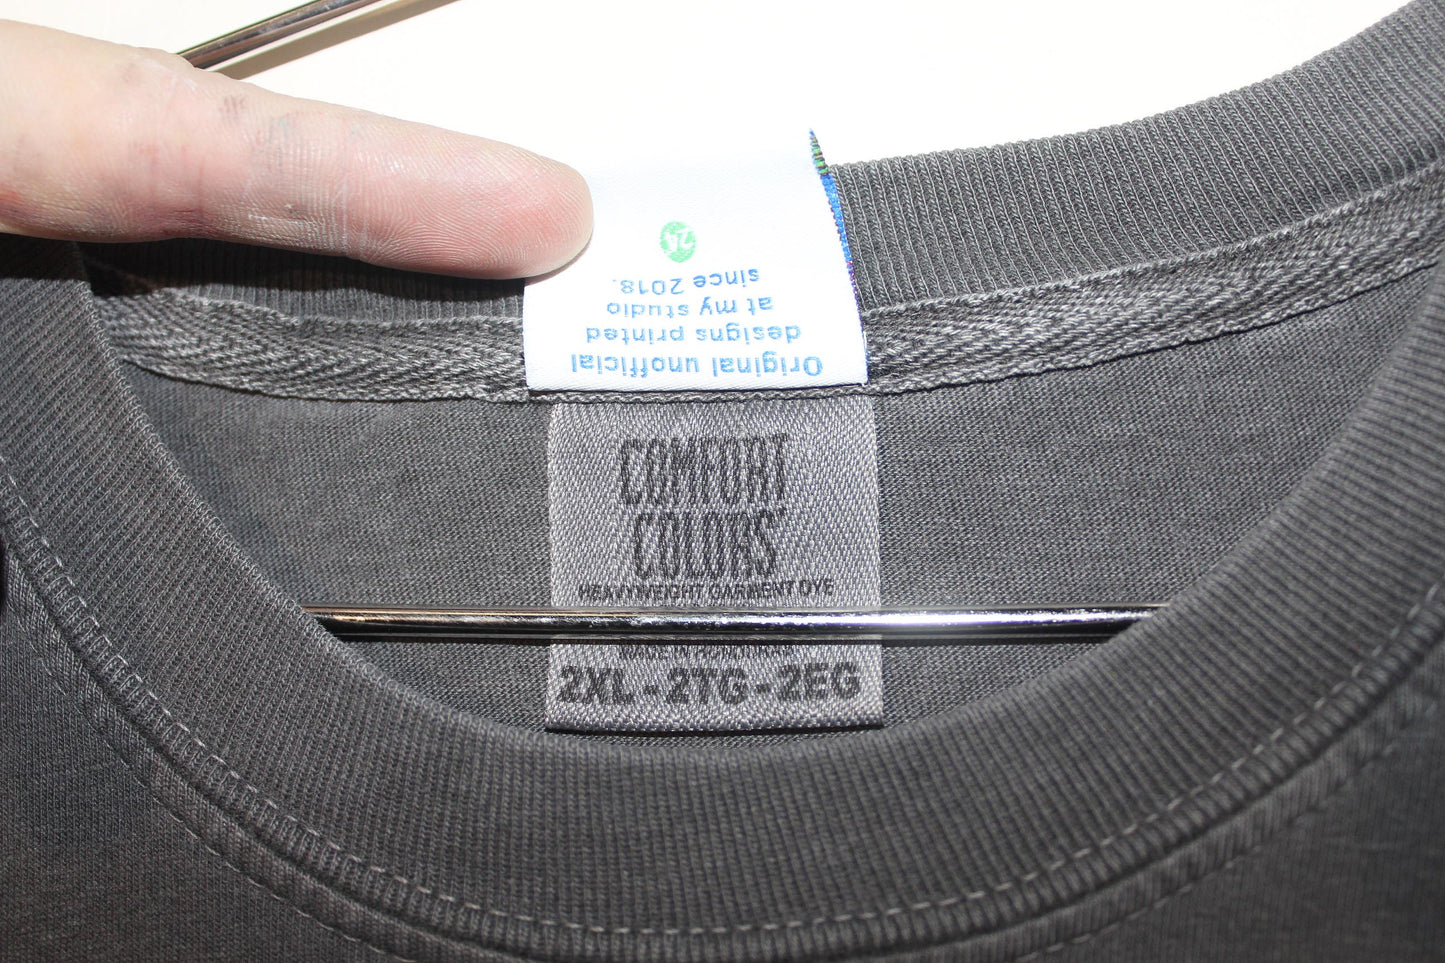 Original unofficial
designs printed
at my studio
since 2018.
COMFORT
COLORS
HEAVYWEIGHT GARMENT DYE
2XL - 2TG - 2EG